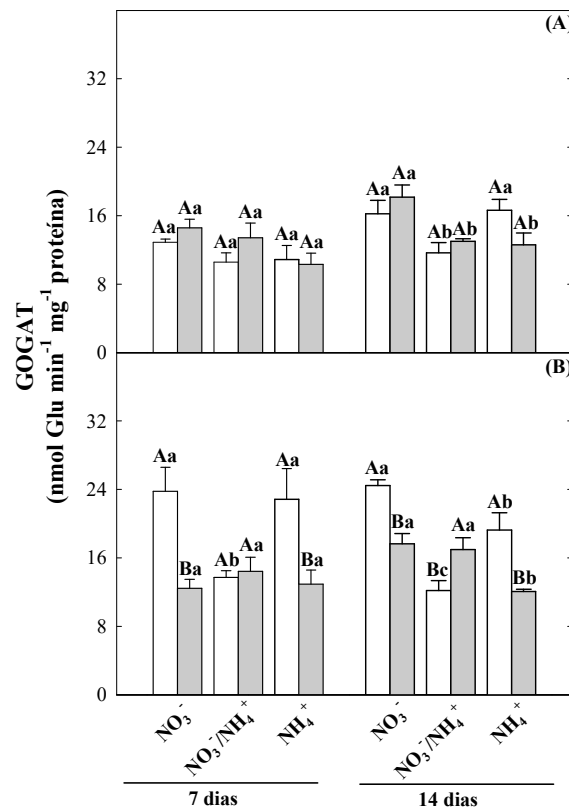 (A)
32
24
16
8
0
Aa Aa Aa Aa Aa Aa Aa Aa Ab Ab Aa Ab
(B)
32
24
16
8
0
Aa Ba Ab Aa Aa Ba Aa Ba Bc Aa Ab Bb
GOGAT
(nmol Glu min⁻¹ mg⁻¹ proteína)
NO₃⁻ NO₃⁻/NH₄⁺ NH₄⁺ NO₃⁻ NO₃⁻/NH₄⁺ NH₄⁺
7 dias 14 dias